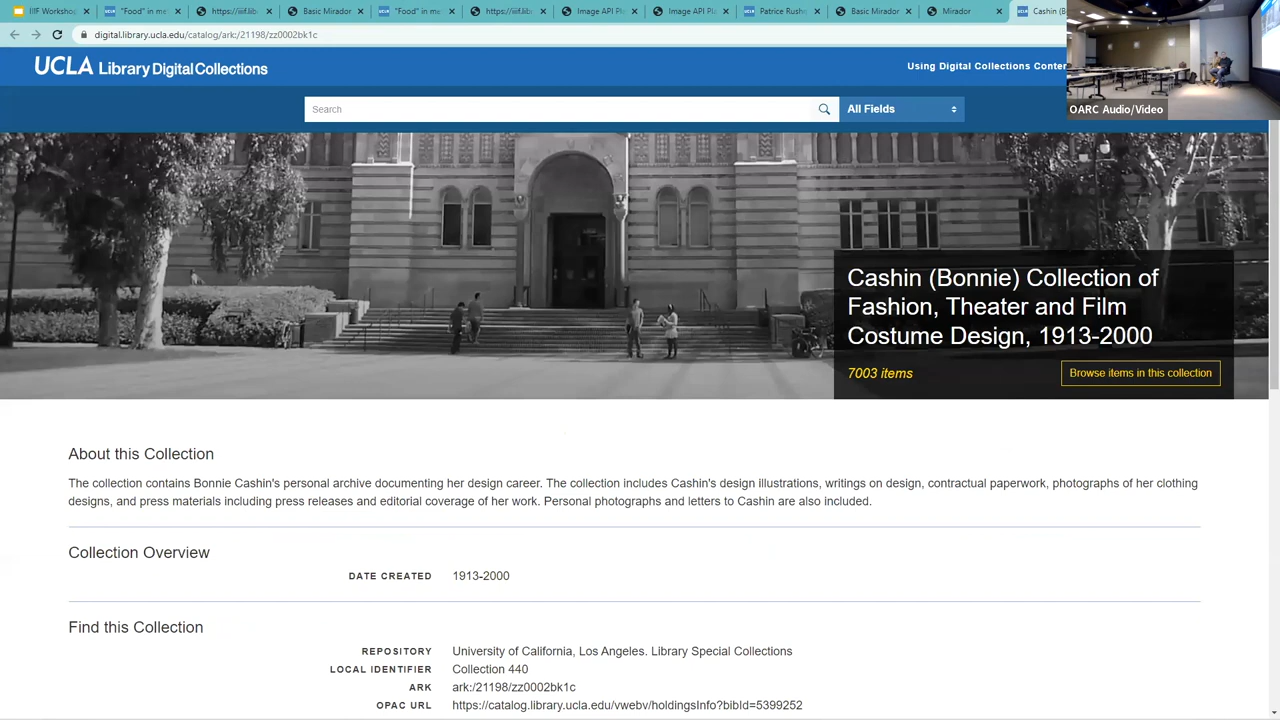 IIIF Workshop
"Food" in me
https://iiif.lib
Basic Mirador
"Food" in me
https://iiif.lib
Image API Pl
Image API Pl
Patrice Rusho
Basic Mirador
Mirador
Cashin (B
digital.library.ucla.edu/catalog/ark:/21198/zz0002bk1c
UCLA Library Digital Collections
Using Digital Collections
OARC Audio/Video
Search
All Fields
Cashin (Bonnie) Collection of
Fashion, Theater and Film
Costume Design, 1913-2000
7003 items
Browse items in this collection
About this Collection
The collection contains Bonnie Cashin's personal archive documenting her design career. The collection includes Cashin's design illustrations, writings on design, contractual paperwork, photographs of her clothing
designs, and press materials including press releases and editorial coverage of her work. Personal photographs and letters to Cashin are also included.
Collection Overview
DATE CREATED 1913-2000
Find this Collection
REPOSITORY University of California, Los Angeles. Library Special Collections
LOCAL IDENTIFIER Collection 440
ARK ark:/21198/zz0002bk1c
OPAC URL https://catalog.library.ucla.edu/vwebv/holdingsInfo?bibId=5399252